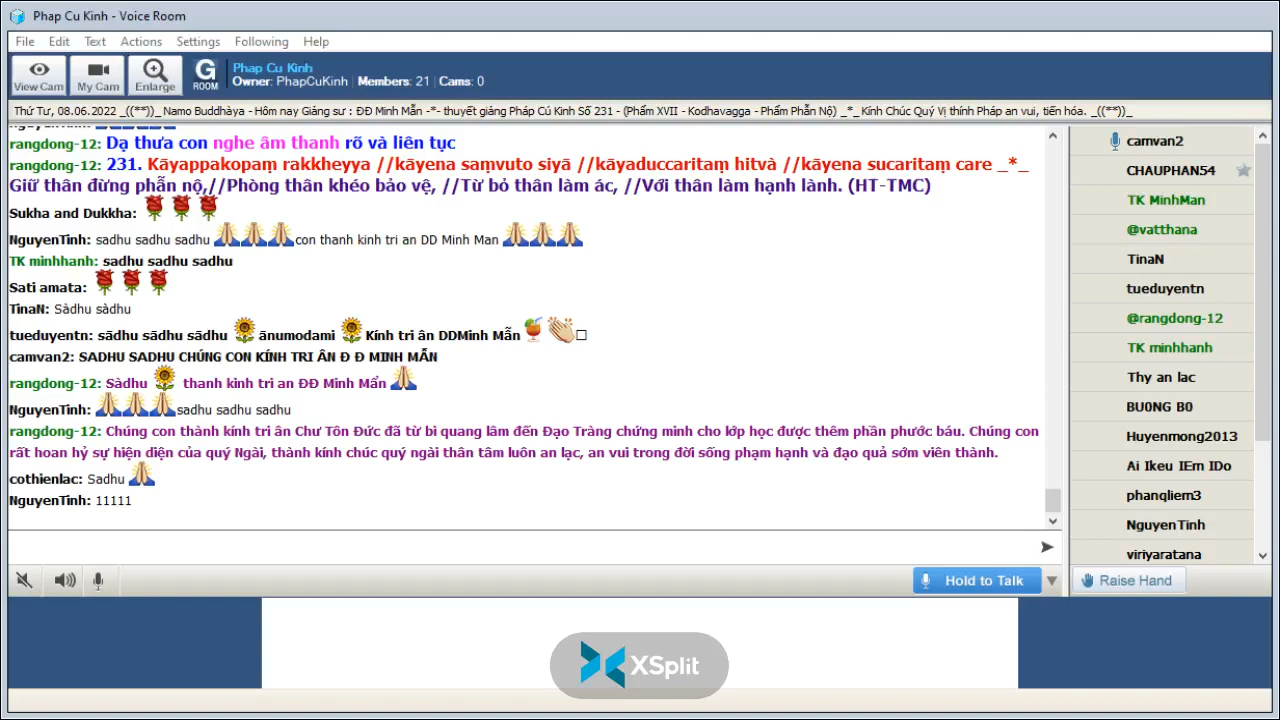 Phap Cu Kinh - Voice Room
File Edit Text Actions Settings Following Help
View Cam My Cam Enlarge G ROOM
Phap Cu Kinh
Owner: PhapCuKinh | Members: 21 | Cams: 0
Thứ Tư, 08.06.2022 _((**))_ Namo Buddhàya - Hôm nay Giảng sư : ĐĐ Minh Mẫn -*- thuyết giảng Pháp Cú Kinh Số 231 - (Phẩm XVII - Kodhavagga - Phẩm Phẫn Nộ) _*_ Kính Chúc Quý Vị thính Pháp an vui, tiến hóa. _((**))_
rangdong-12: Dạ thưa con nghe âm thanh rõ và liên tục
rangdong-12: 231. Kāyappakopaṃ rakkheyya //kāyena saṃvuto siyā //kāyaduccaritaṃ hitvà //kāyena sucaritaṃ care _*_
Giữ thân đừng phẫn nộ,//Phòng thân khéo bảo vệ, //Từ bỏ thân làm ác, //Với thân làm hạnh lành. (HT-TMC)
Sukha and Dukkha:
NguyenTinh: sadhu sadhu sadhu con thanh kinh tri an DD Minh Man
TK minhhanh: sadhu sadhu sadhu
Sati amata:
TinaN: Sàdhu sàdhu
tueduyentn: sādhu sādhu sādhu ānumodami Kính tri ân DDMinh Mẫn
camvan2: SADHU SADHU CHÚNG CON KÍNH TRI ÂN Đ Đ MINH MẪN
rangdong-12: Sàdhu thanh kinh tri an ĐĐ Minh Mẩn
NguyenTinh: sadhu sadhu sadhu
rangdong-12: Chúng con thành kính tri ân Chư Tôn Đức đã từ bi quang lâm đến Đạo Tràng chứng minh cho lớp học được thêm phần phước báu. Chúng con
rất hoan hỷ sự hiện diện của quý Ngài, thành kính chúc quý ngài thân tâm luôn an lạc, an vui trong đời sống phạm hạnh và đạo quả sớm viên thành.
cothienlac: Sadhu
NguyenTinh: 11111
camvan2
CHAUPHAN54
TK MinhMan
@vatthana
TinaN
tueduyentn
@rangdong-12
TK minhhanh
Thy an lac
BU0NG B0
Huyenmong2013
Ai Ikeu IEm IDo
phanqliem3
NguyenTinh
viriyaratana
Hold to Talk
Raise Hand
XSplit